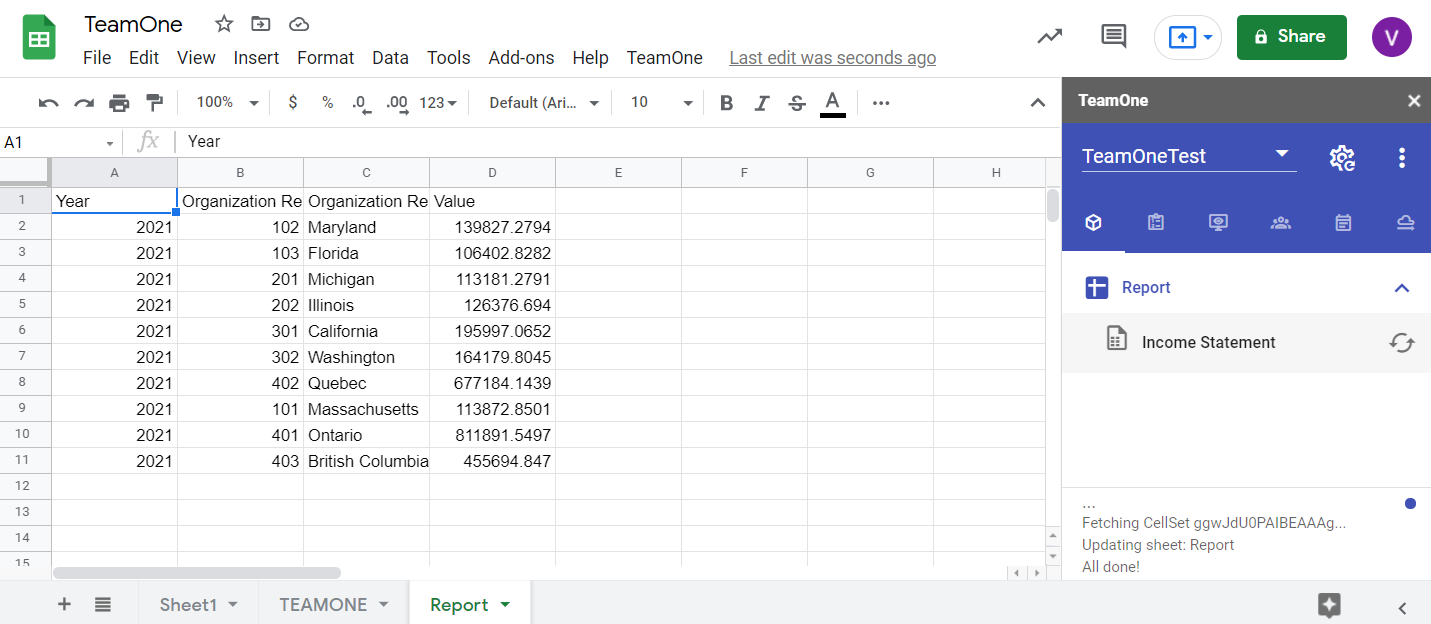 TeamOne
File Edit View Insert Format Data Tools Add-ons Help TeamOne Last edit was seconds ago
Share
V
100% $ % .0 .00 123 Default (Ari... 10 B I S A
A1 fx Year
A B C D E F G H
1 Year Organization Re Organization Re Value
2 2021 102 Maryland 139827.2794
3 2021 103 Florida 106402.8282
4 2021 201 Michigan 113181.2791
5 2021 202 Illinois 126376.694
6 2021 301 California 195997.0652
7 2021 302 Washington 164179.8045
8 2021 402 Quebec 677184.1439
9 2021 101 Massachusetts 113872.8501
10 2021 401 Ontario 811891.5497
11 2021 403 British Columbia 455694.847
12
13
14
15
Sheet1 TEAMONE Report
TeamOne
TeamOneTest
Report
Income Statement
...
Fetching CellSet ggwJdU0PAIBEAAAg...
Updating sheet: Report
All done!